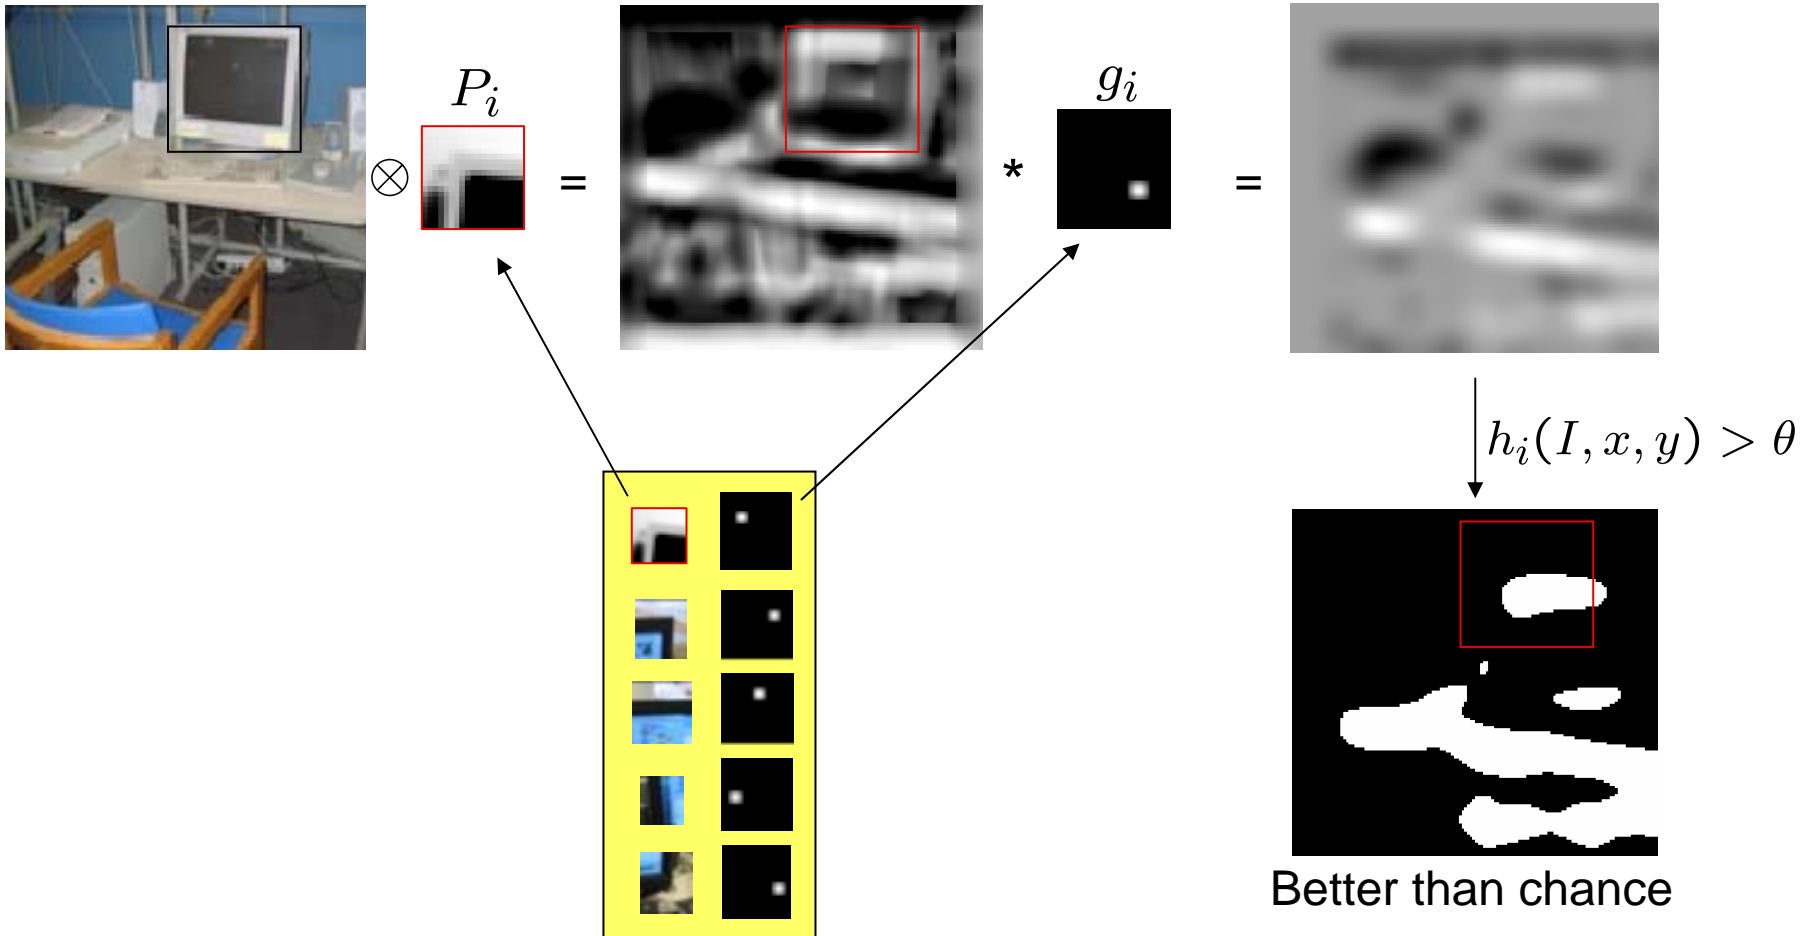 P_i
g_i
⊗ = * =
h_i(I, x, y) > θ
Better than chance